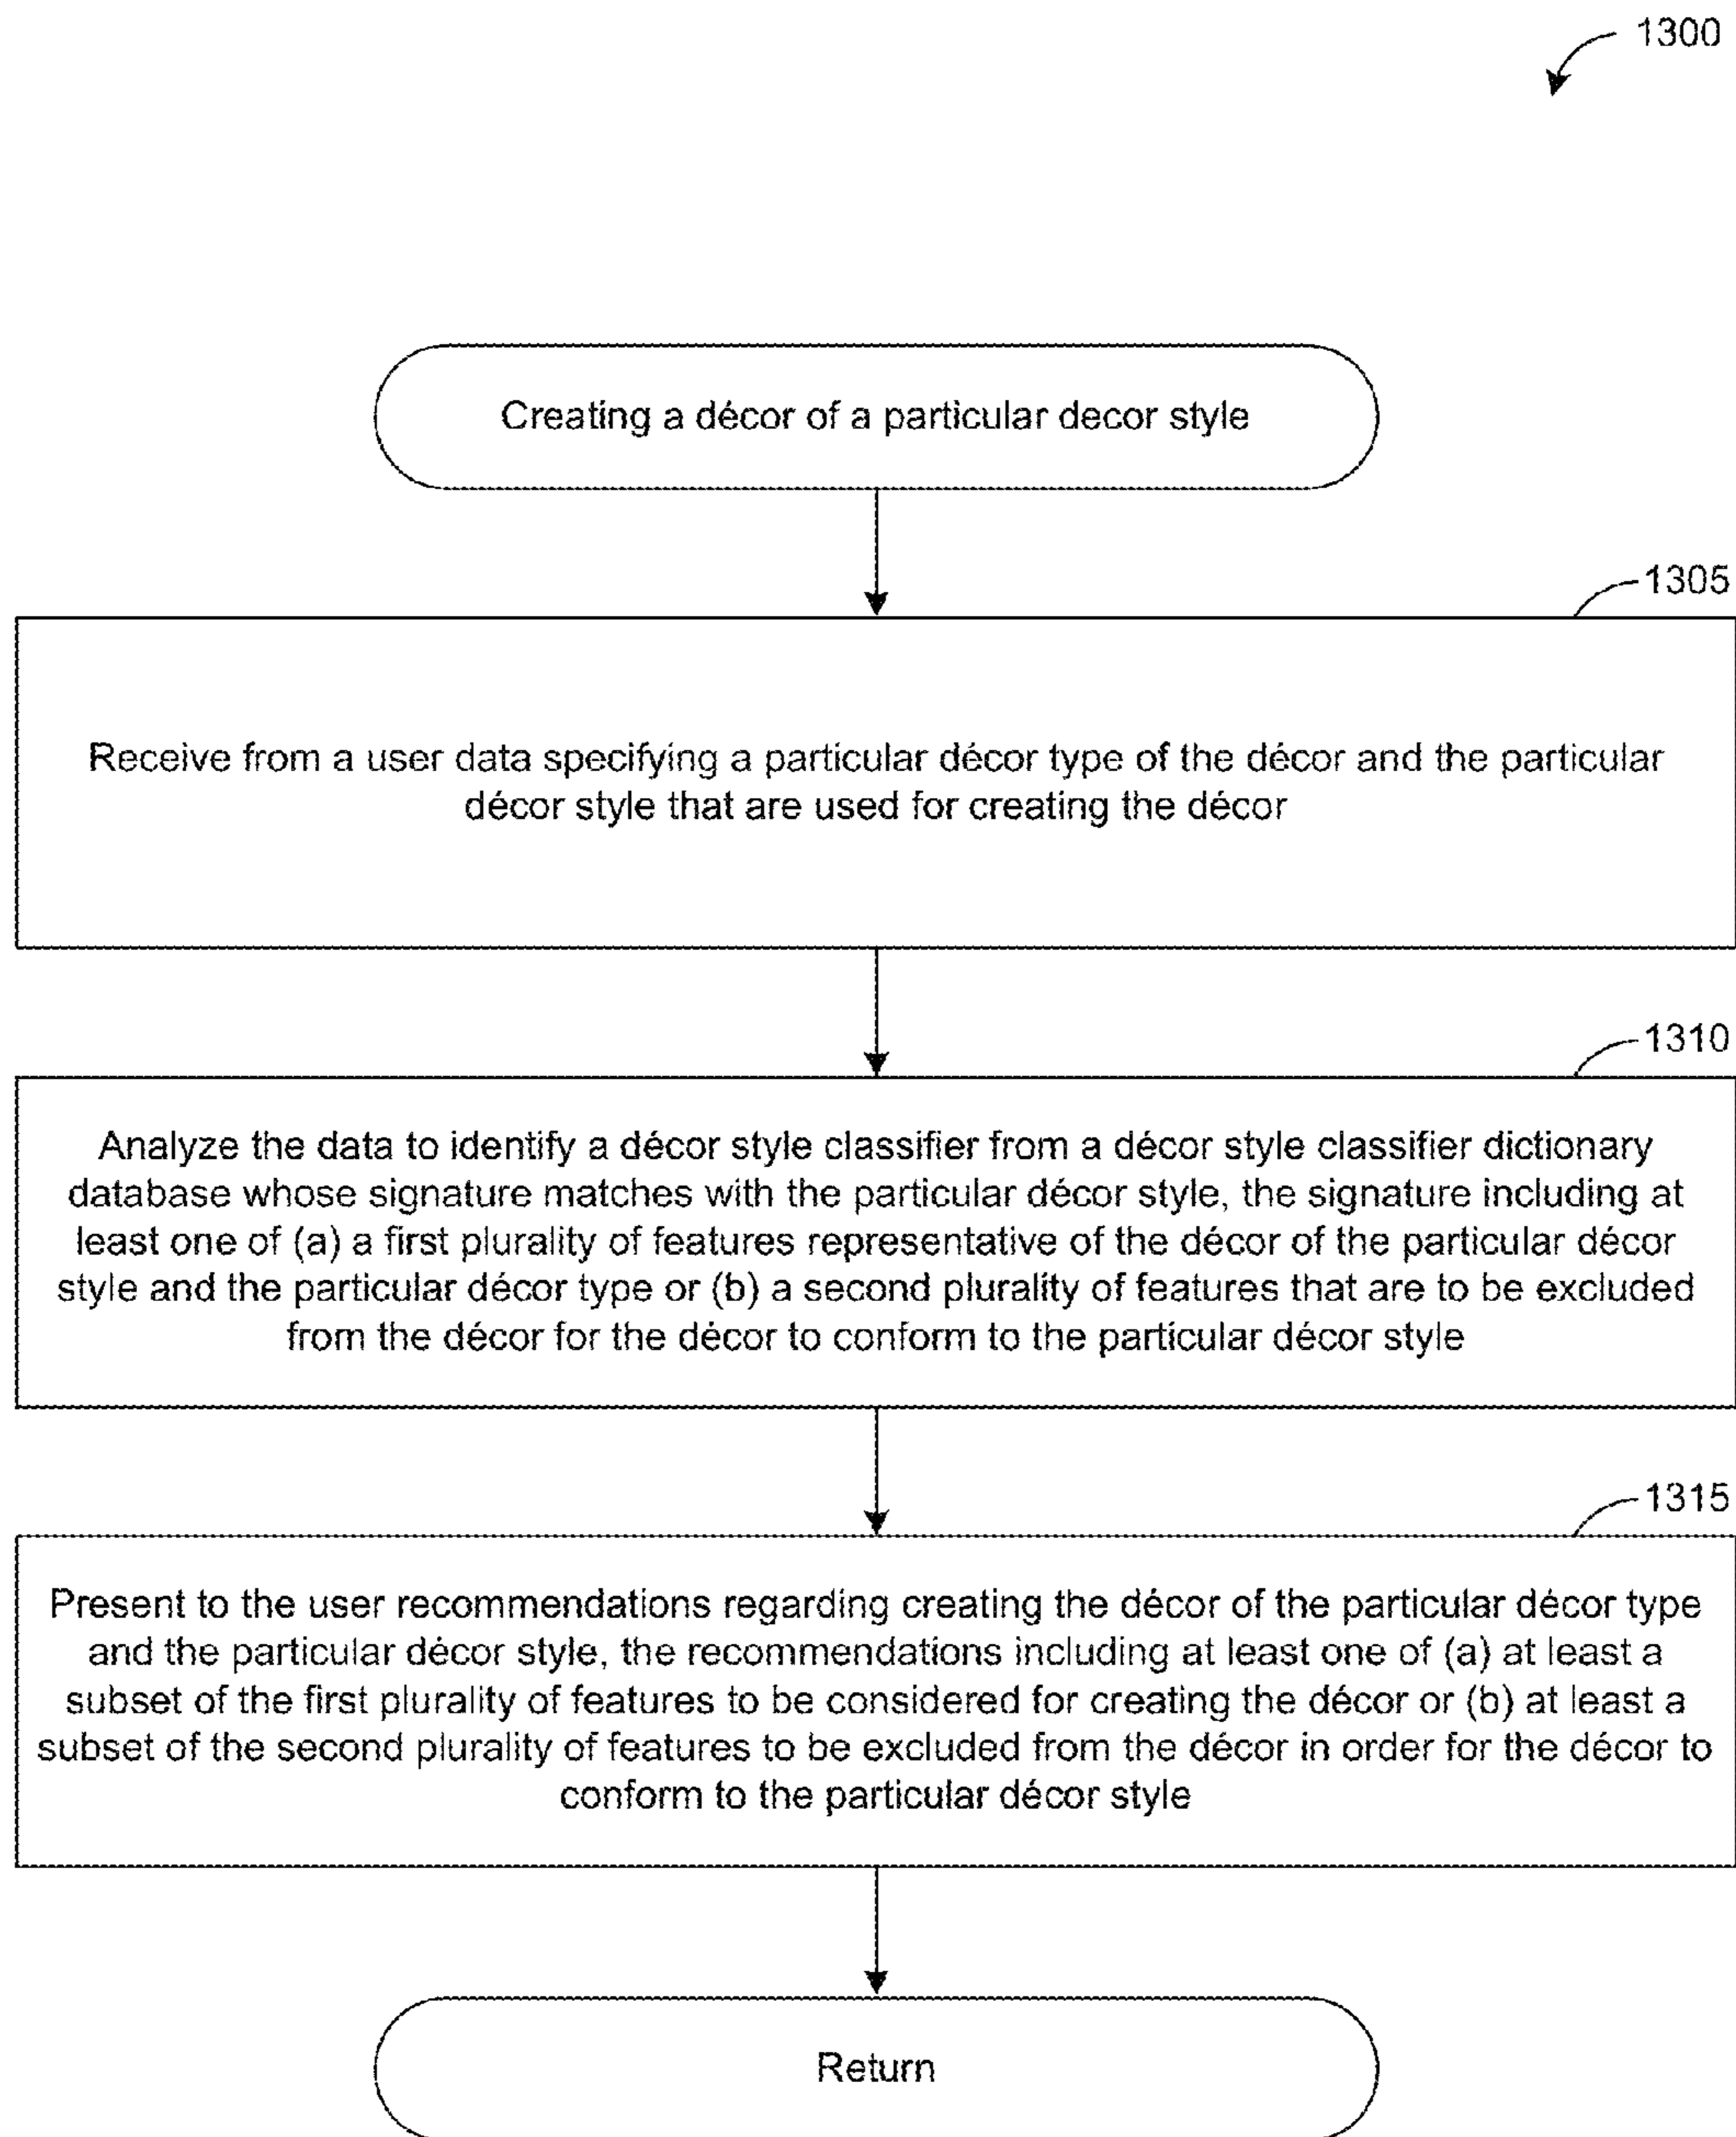 1300
Creating a décor of a particular decor style
1305
Receive from a user data specifying a particular décor type of the décor and the particular
décor style that are used for creating the décor
1310
Analyze the data to identify a décor style classifier from a décor style classifier dictionary
database whose signature matches with the particular décor style, the signature including at
least one of (a) a first plurality of features representative of the décor of the particular décor
style and the particular décor type or (b) a second plurality of features that are to be excluded
from the décor for the décor to conform to the particular décor style
1315
Present to the user recommendations regarding creating the décor of the particular décor type
and the particular décor style, the recommendations including at least one of (a) at least a
subset of the first plurality of features to be considered for creating the décor or (b) at least a
subset of the second plurality of features to be excluded from the décor in order for the décor to
conform to the particular décor style
Return